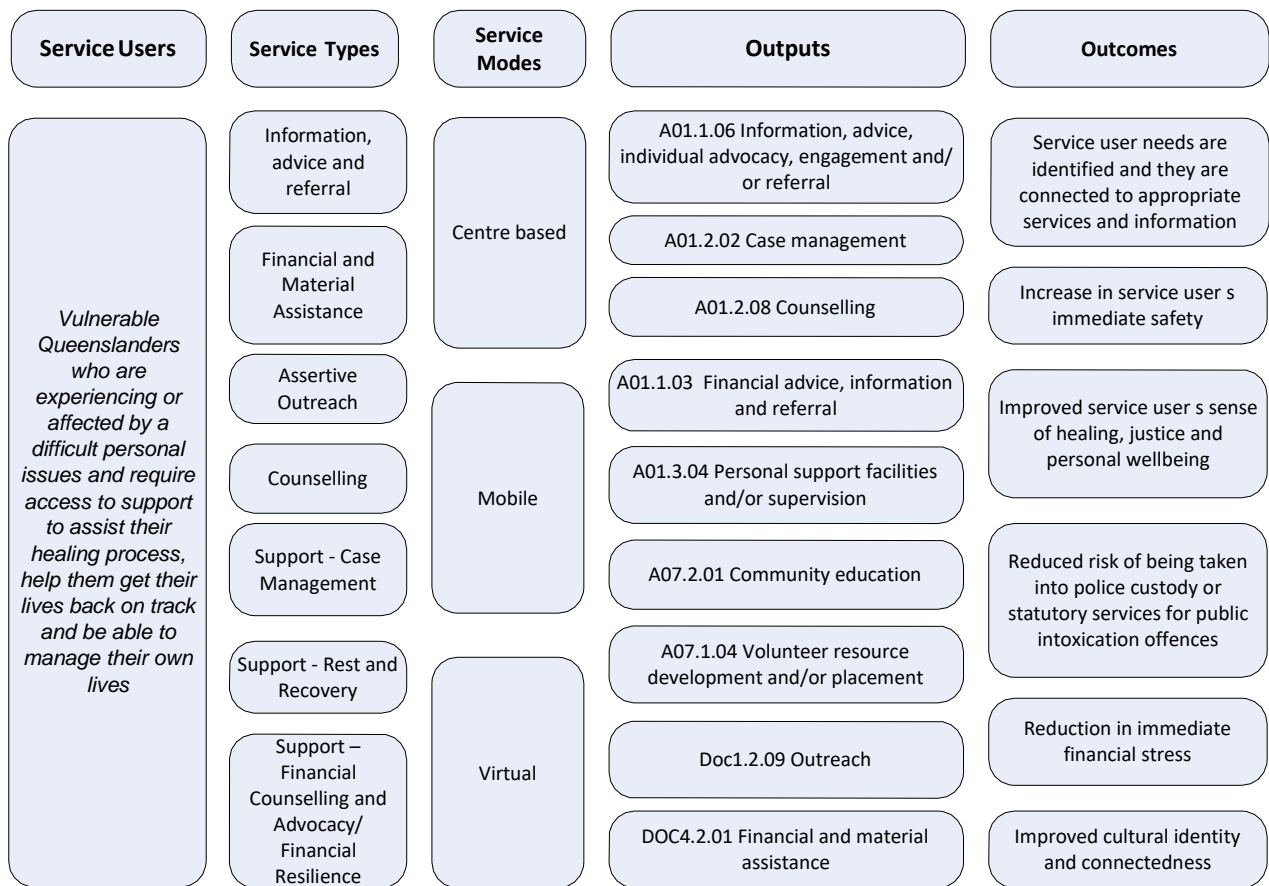 Service Users
Service Types
Service
Modes
Outputs
Outcomes
Vulnerable
Queenslanders
who are
experiencing or
affected by a
difficult personal
issues and require
access to support
to assist their
healing process,
help them get their
lives back on track
and be able to
manage their own
lives
Information,
advice and
referral
Financial and
Material
Assistance
Assertive
Outreach
Counselling
Support - Case
Management
Support - Rest and
Recovery
Support –
Financial
Counselling and
Advocacy/
Financial
Resilience
Centre based
Mobile
Virtual
A01.1.06 Information, advice,
individual advocacy, engagement and/
or referral
A01.2.02 Case management
A01.2.08 Counselling
A01.1.03 Financial advice, information
and referral
A01.3.04 Personal support facilities
and/or supervision
A07.2.01 Community education
A07.1.04 Volunteer resource
development and/or placement
Doc1.2.09 Outreach
DOC4.2.01 Financial and material
assistance
Service user needs are
identified and they are
connected to appropriate
services and information
Increase in service user s
immediate safety
Improved service user s sense
of healing, justice and
personal wellbeing
Reduced risk of being taken
into police custody or
statutory services for public
intoxication offences
Reduction in immediate
financial stress
Improved cultural identity
and connectedness